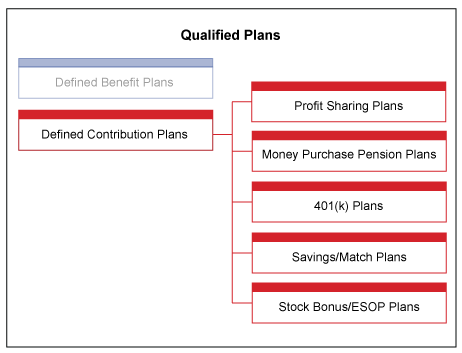 Qualified Plans
Defined Benefit Plans
Defined Contribution Plans
Profit Sharing Plans
Money Purchase Pension Plans
401(k) Plans
Savings/Match Plans
Stock Bonus/ESOP Plans